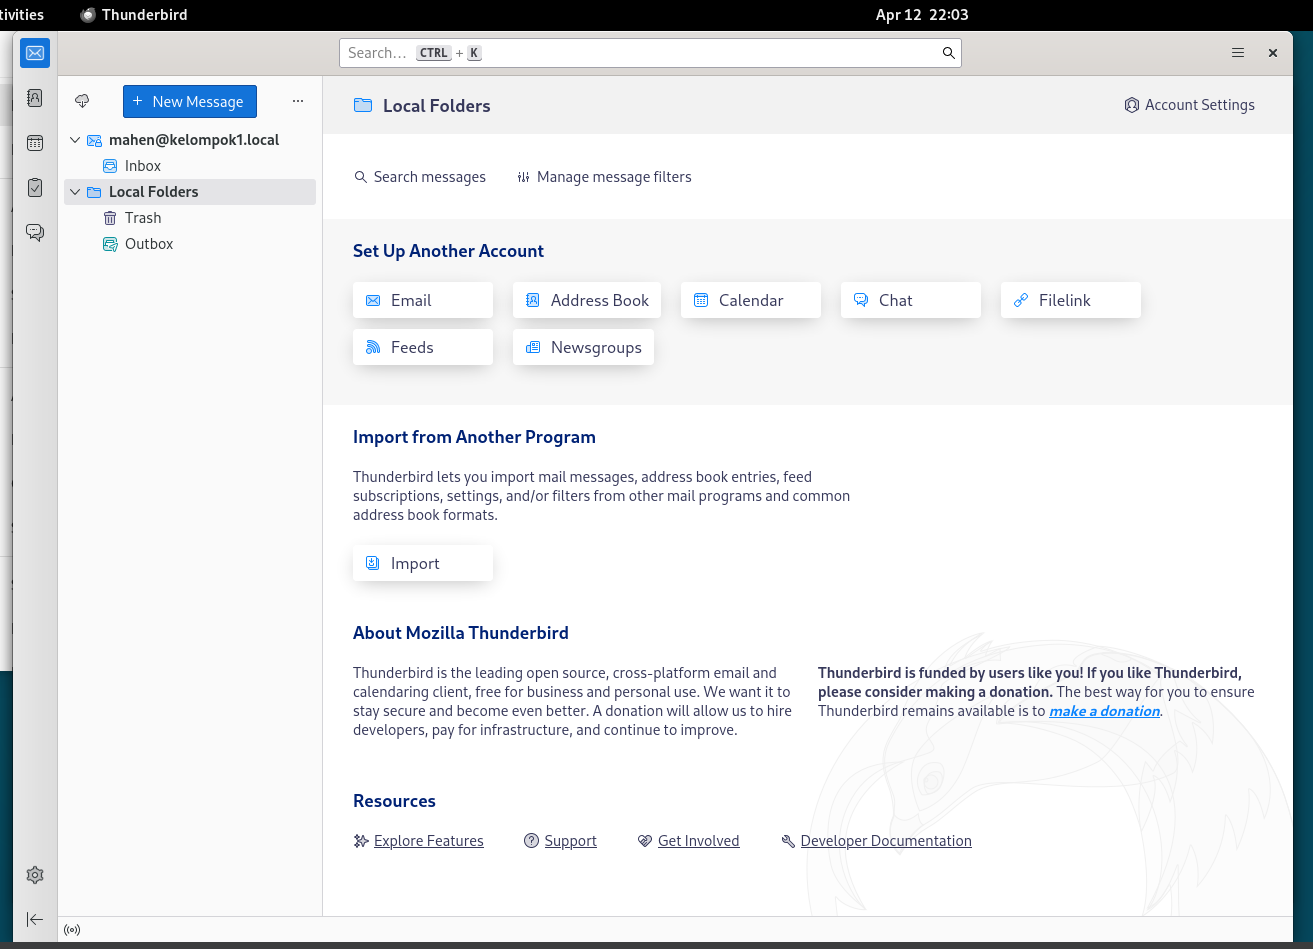 tivities Thunderbird Apr 12 22:03
Search... CTRL + K
+ New Message ...
mahen@kelompok1.local
Inbox
Local Folders
Trash
Outbox
Local Folders Account Settings
Search messages Manage message filters
Set Up Another Account
Email Address Book Calendar Chat Filelink
Feeds Newsgroups
Import from Another Program
Thunderbird lets you import mail messages, address book entries, feed
subscriptions, settings, and/or filters from other mail programs and common
address book formats.
Import
About Mozilla Thunderbird
Thunderbird is the leading open source, cross-platform email and
calendaring client, free for business and personal use. We want it to
stay secure and become even better. A donation will allow us to hire
developers, pay for infrastructure, and continue to improve.
Thunderbird is funded by users like you! If you like Thunderbird,
please consider making a donation. The best way for you to ensure
Thunderbird remains available is to make a donation.
Resources
Explore Features Support Get Involved Developer Documentation